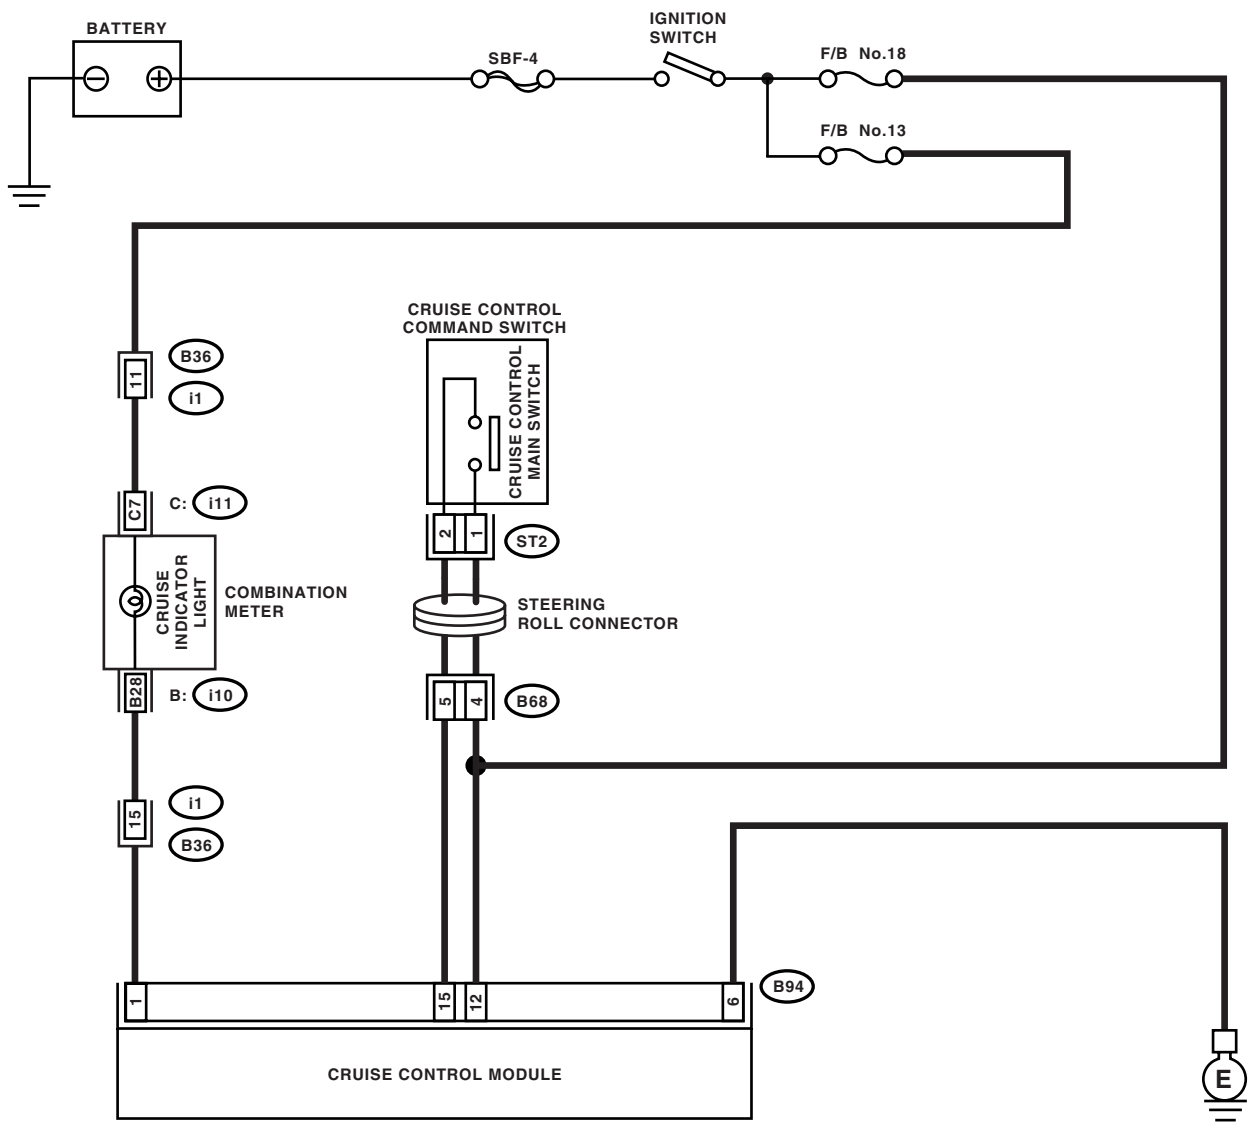 BATTERY
SBF-4
IGNITION
SWITCH
F/B No.18
F/B No.13
CRUISE CONTROL
COMMAND SWITCH
CRUISE CONTROL
MAIN SWITCH
B36
11
i1
C7
C: i11
2
1
ST2
CRUISE
INDICATOR
LIGHT
COMBINATION
METER
STEERING
ROLL CONNECTOR
B28
B: i10
5
4
B68
i1
15
B36
1
15
12
6
B94
CRUISE CONTROL MODULE
E